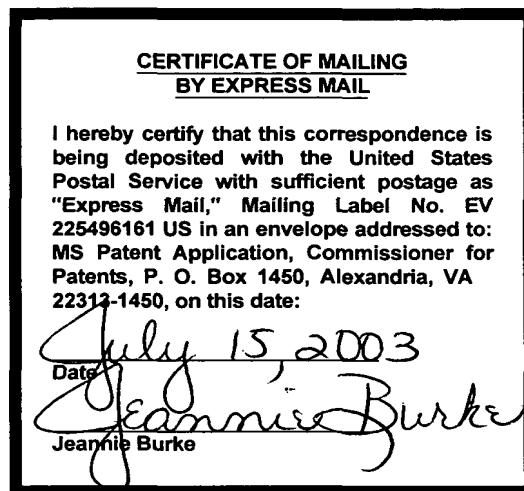 CERTIFICATE OF MAILING
BY EXPRESS MAIL
I hereby certify that this correspondence is
being deposited with the United States
Postal Service with sufficient postage as
"Express Mail," Mailing Label No. EV
225496161 US in an envelope addressed to:
MS Patent Application, Commissioner for
Patents, P. O. Box 1450, Alexandria, VA
22313-1450, on this date:
July 15, 2003
Date
Jeannie Burke
Jeannie Burke